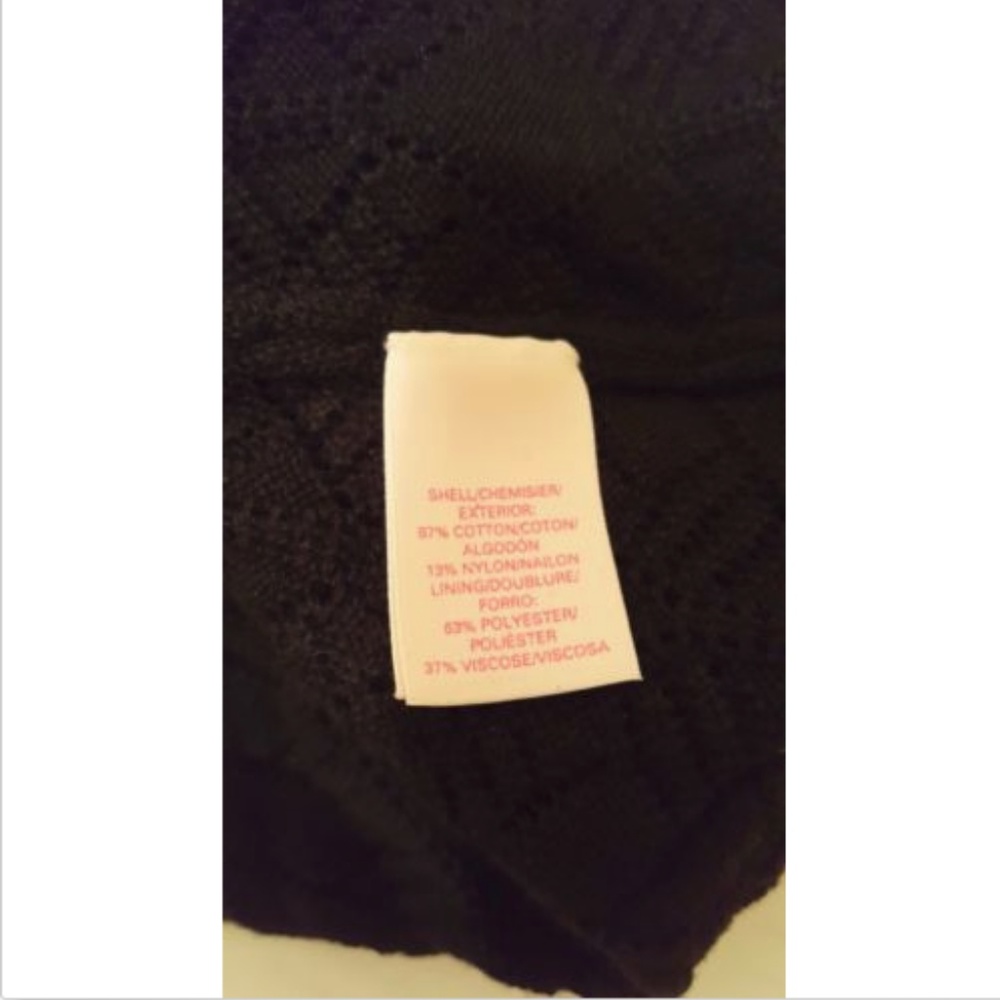 SHELL/CHEMISIER/
EXTERIOR:
87% COTTON/COTON/
ALGODÓN
13% NYLON/NAILON
LINING/DOUBLURE/
FORRO:
63% POLYESTER/
POLIÉSTER
37% VISCOSE/VISCOSA